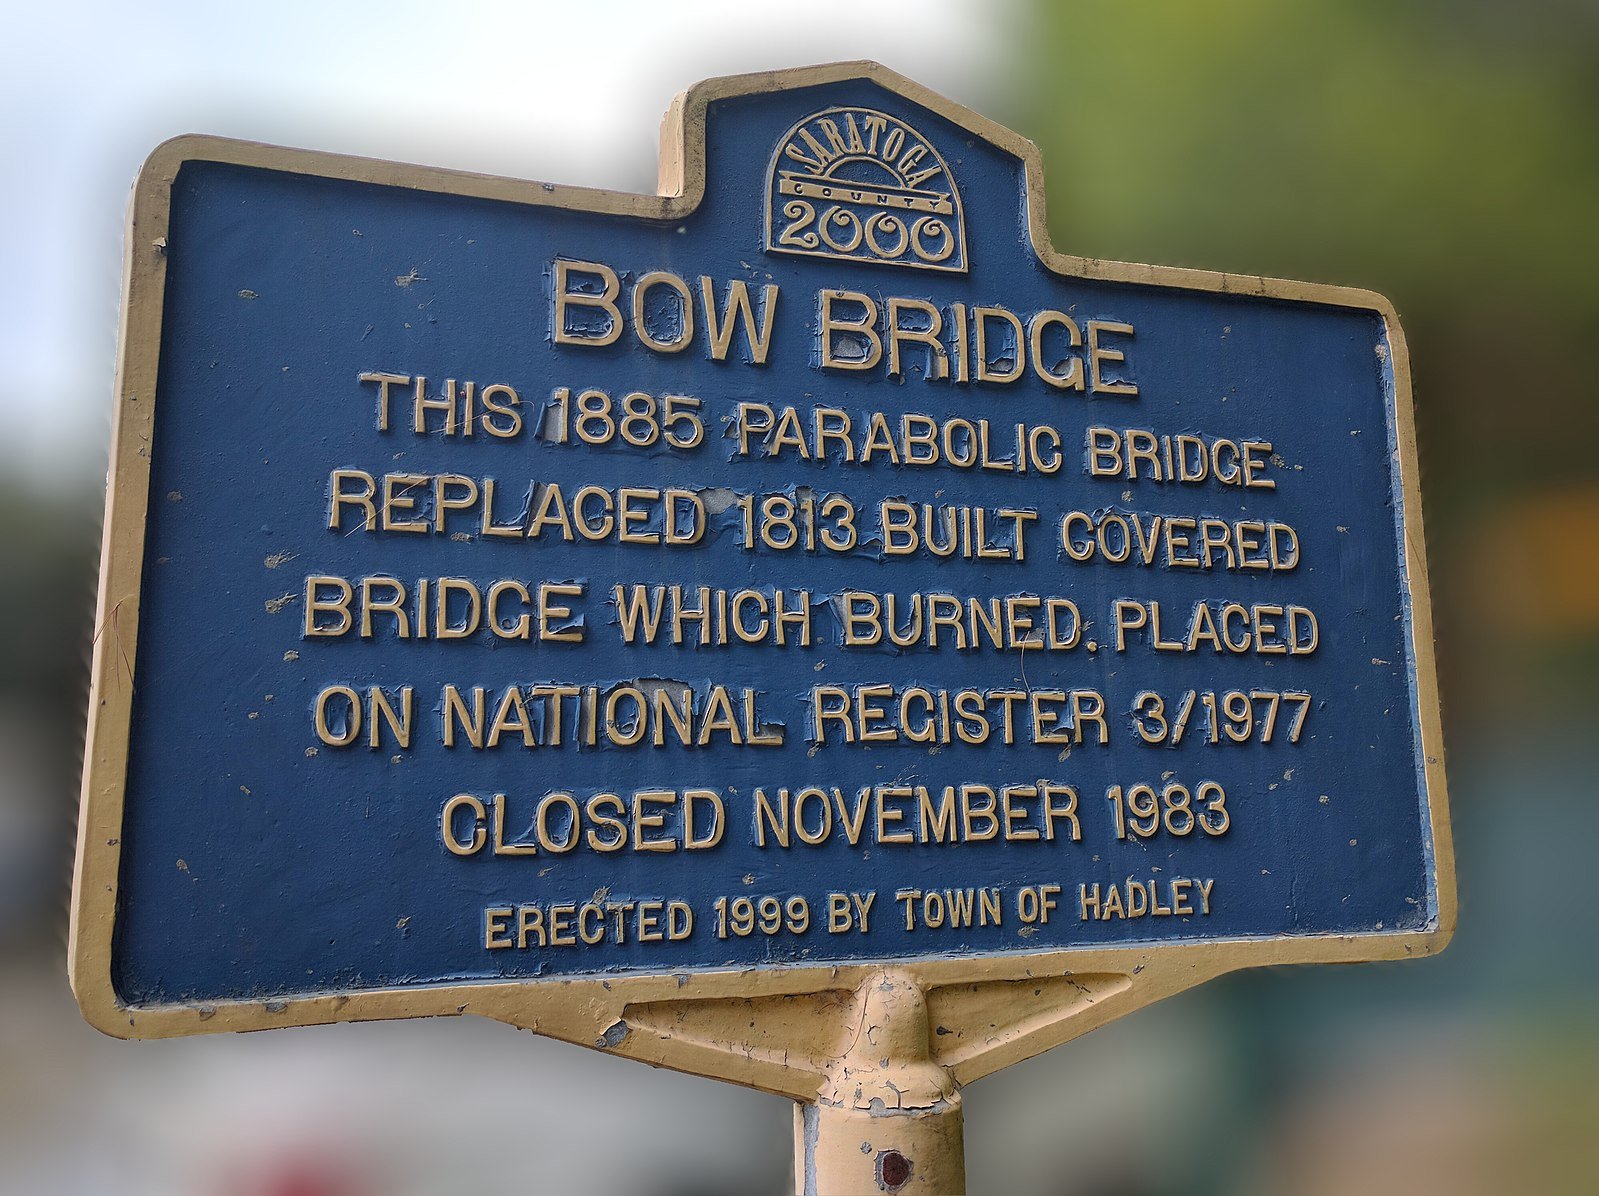 SARATOGA
COUNTY
2000
BOW BRIDGE
THIS 1885 PARABOLIC BRIDGE
REPLACED 1813 BUILT COVERED
BRIDGE WHICH BURNED. PLACED
ON NATIONAL REGISTER 3/1977
CLOSED NOVEMBER 1983
ERECTED 1999 BY TOWN OF HADLEY